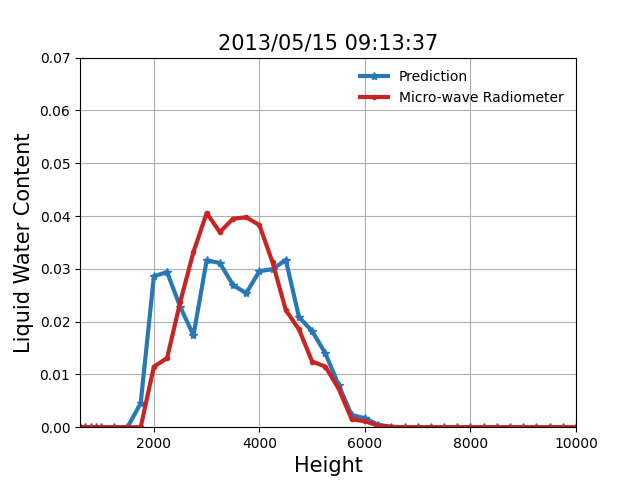 2013/05/15 09:13:37
0.07
0.06
0.05
0.04
0.03
0.02
0.01
0.00
Liquid Water Content
Prediction
Micro-wave Radiometer
2000 4000 6000 8000 10000
Height